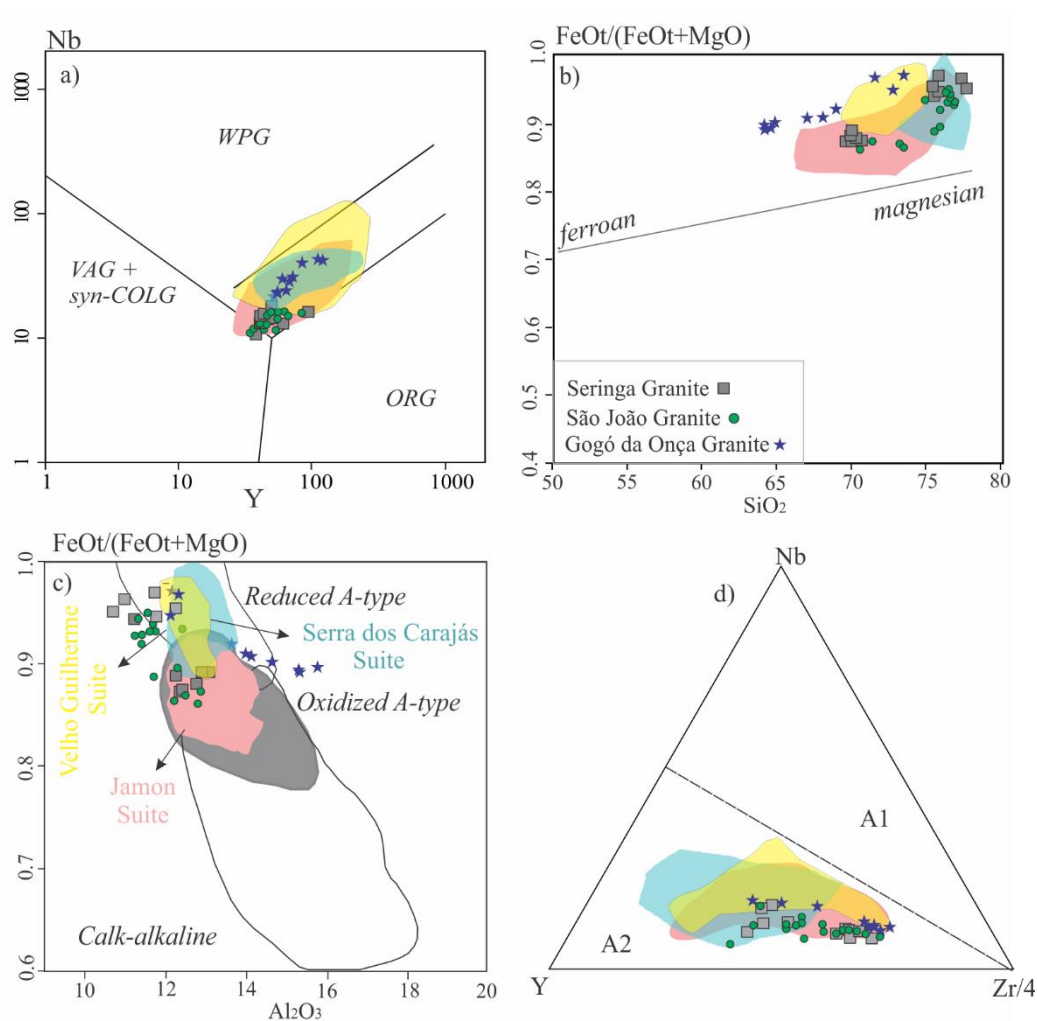 Nb
a)
1000
100
10
1
WPG
VAG +
syn-COLG
ORG
1
10
100
1000
Y
FeOt/(FeOt+MgO)
b)
1.0
0.9
0.8
0.7
0.6
0.5
0.4
ferroan
magnesian
Seringa Granite
São João Granite
Gogó da Onça Granite
50
55
60
65
70
75
80
SiO₂
FeOt/(FeOt+MgO)
c)
1.0
0.9
0.8
0.7
0.6
Reduced A-type
Serra dos Carajás
Suite
Oxidized A-type
Velho Guilherme
Suite
Jamon
Suite
Calk-alkaline
10
12
14
16
18
20
Al₂O₃
Nb
d)
A1
A2
Y
Zr/4